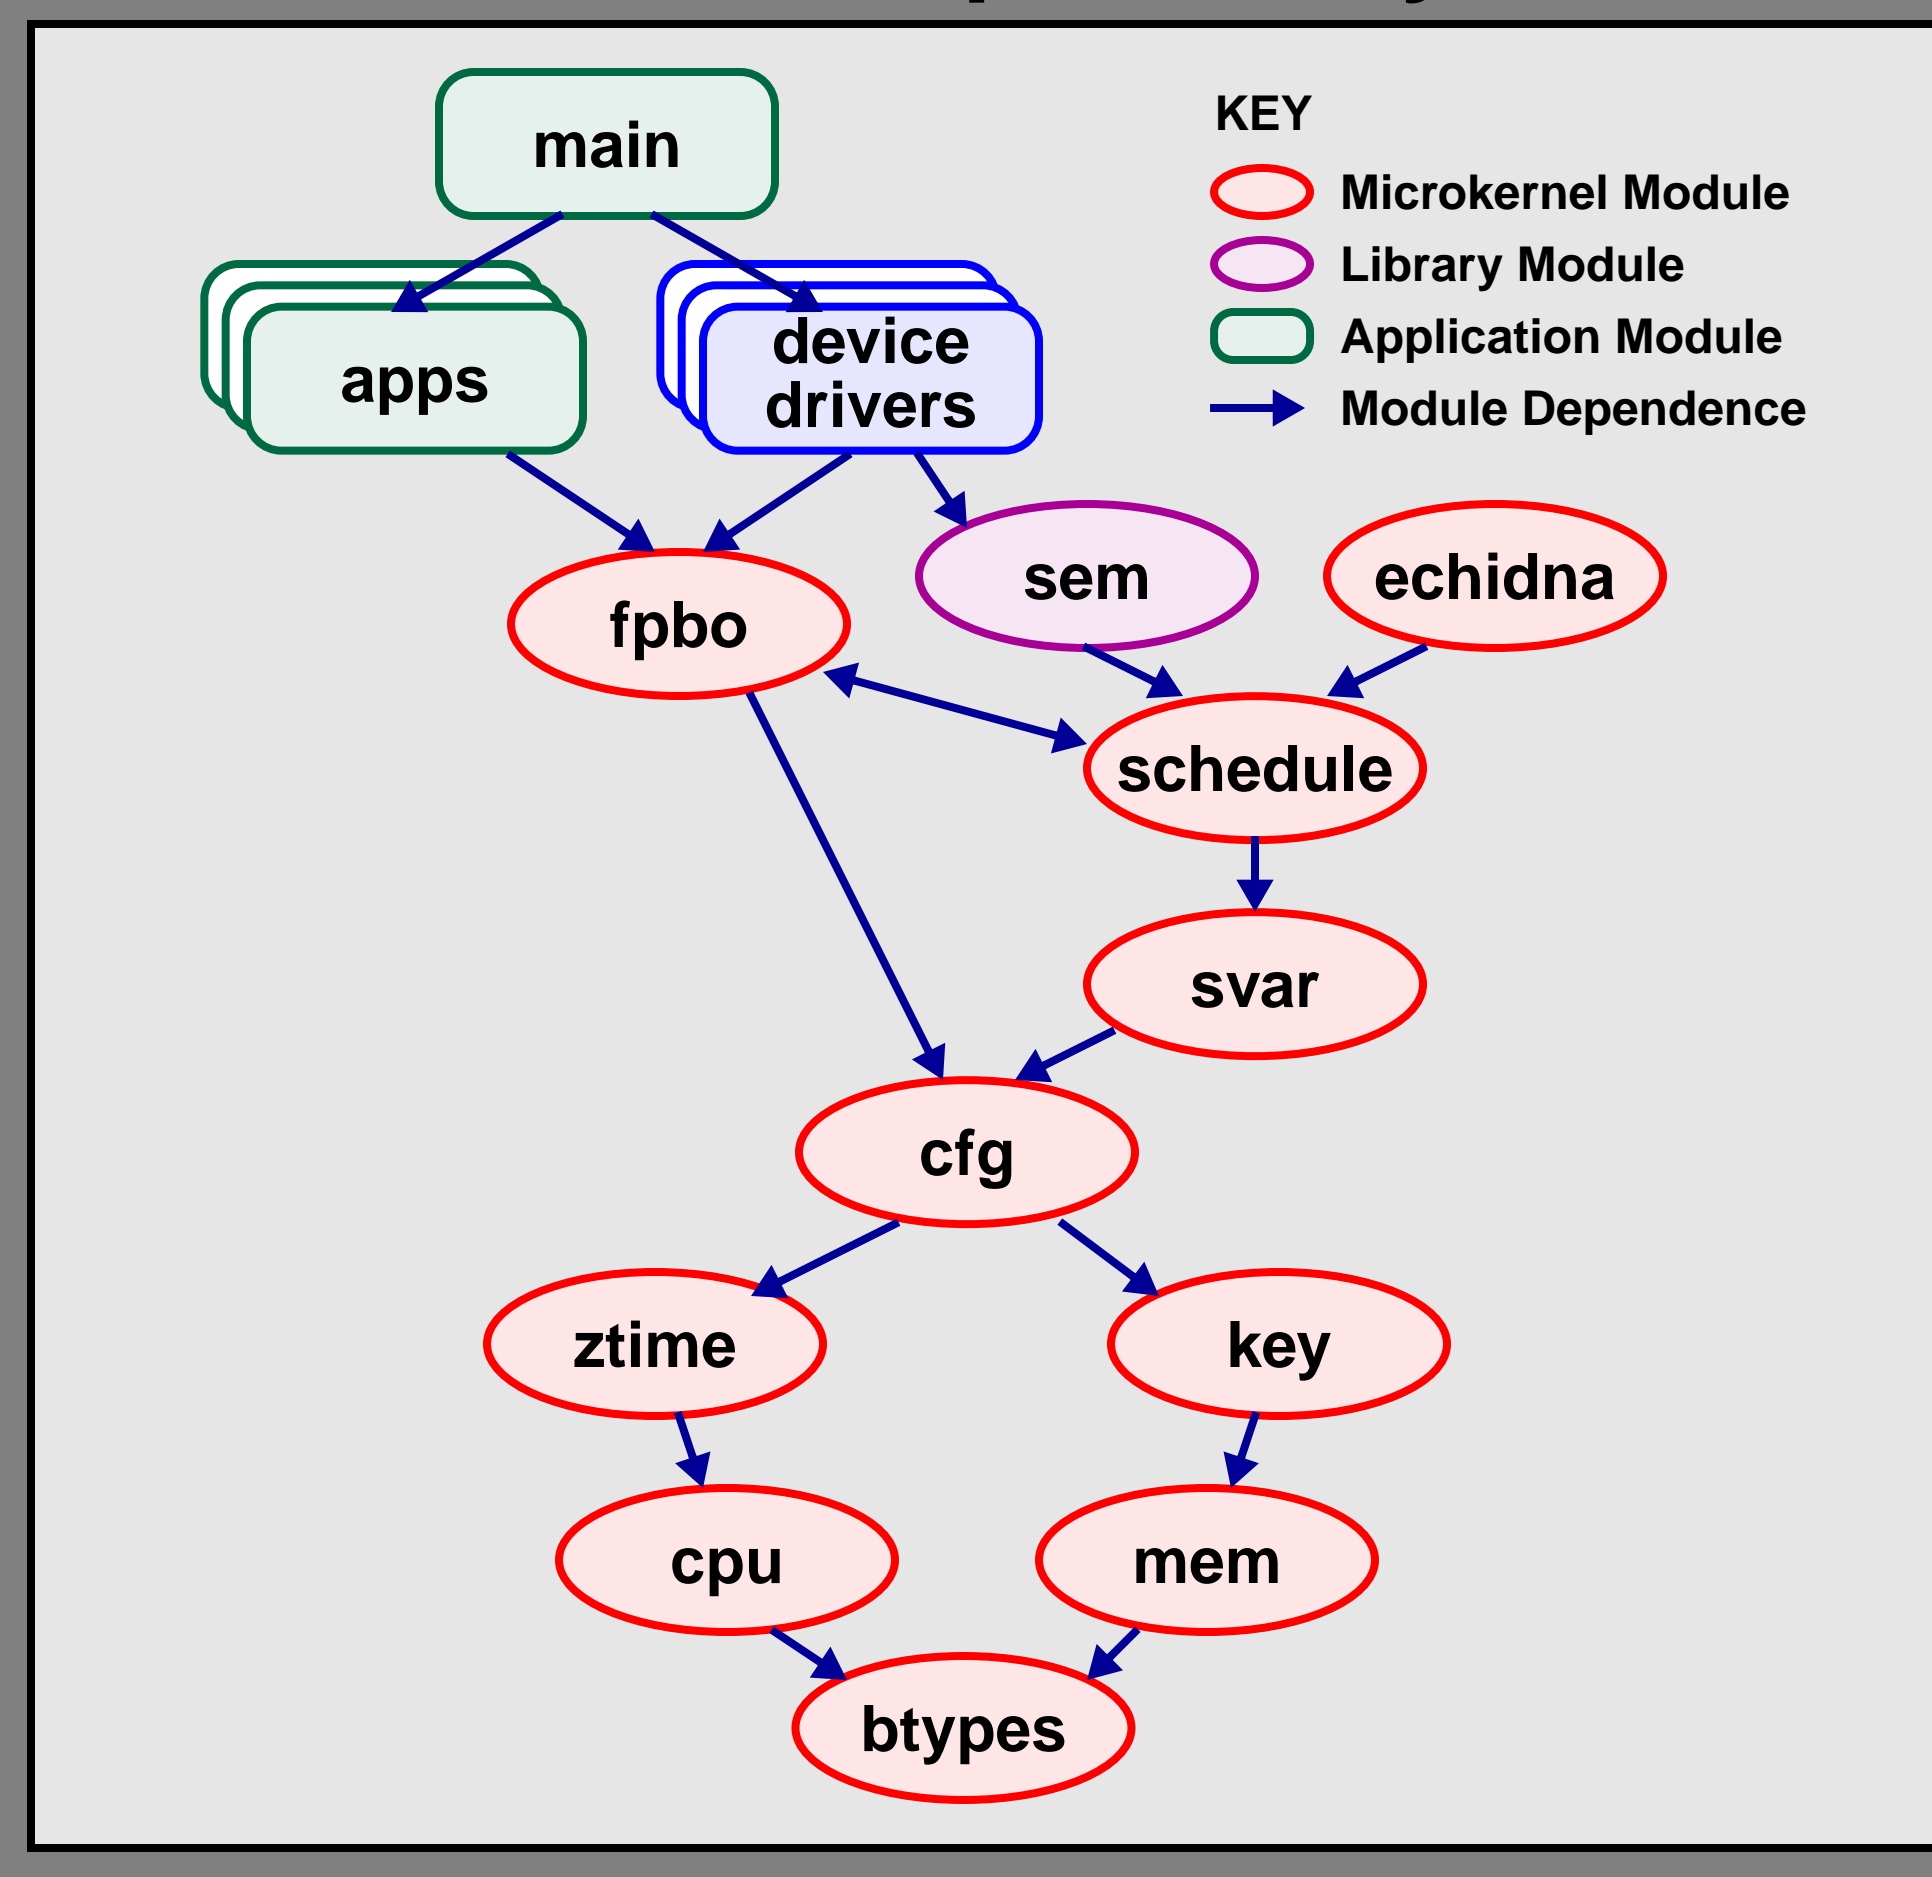 main
KEY
Microkernel Module
Library Module
Application Module
Module Dependence
apps
device
drivers
fpbo
sem
echidna
schedule
svar
cfg
ztime
key
cpu
mem
btypes